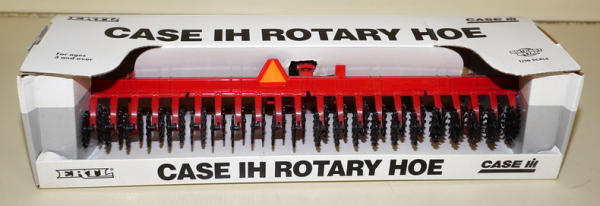 ERTL
CASE IH
CASE IH ROTARY HOE
For ages
3 and over
1/16 SCALE
ERTL
CASE IH ROTARY HOE
CASE IH